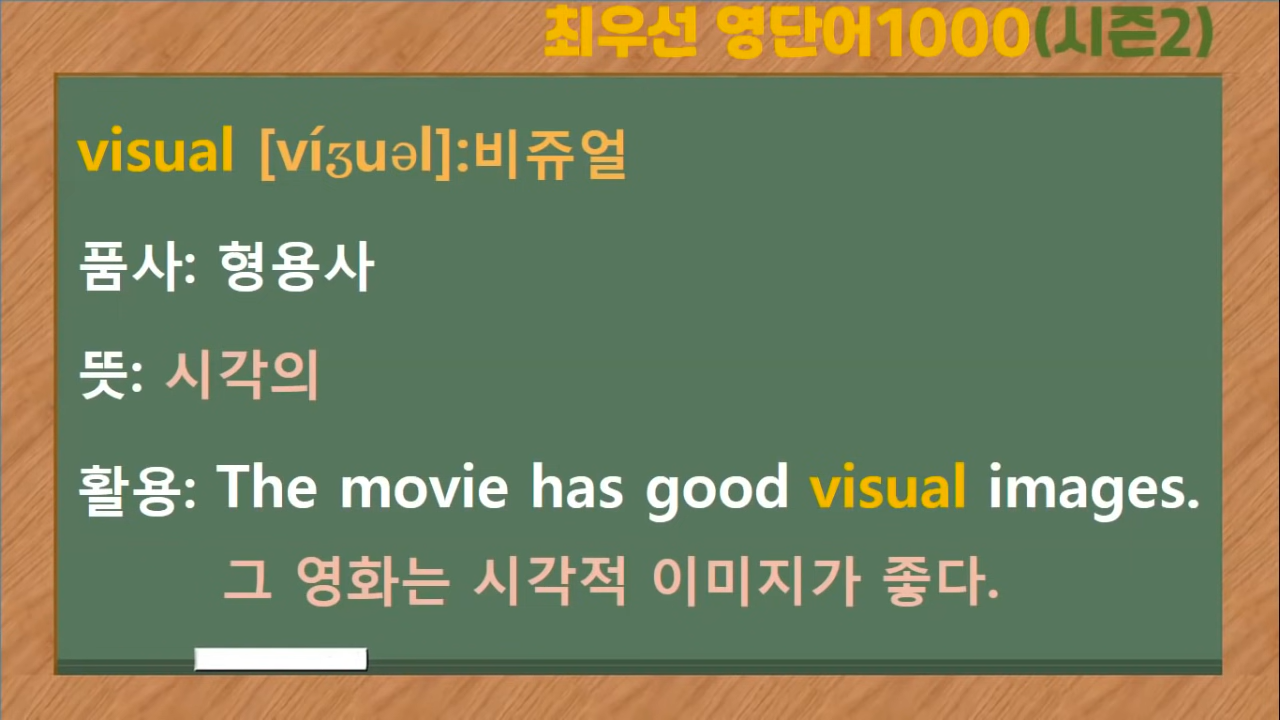 최우선 영단어1000(시즌2)
visual [víʒuəl]:비쥬얼
품사: 형용사
뜻: 시각의
활용: The movie has good visual images.
그 영화는 시각적 이미지가 좋다.